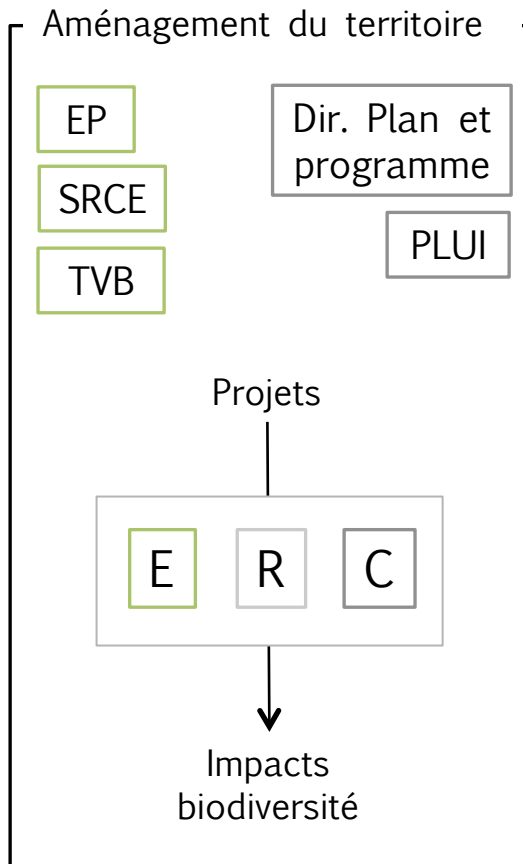 Aménagement du territoire
EP
SRCE
TVB
Dir. Plan et
programme
PLUI
Projets
E R C
Impacts
biodiversité